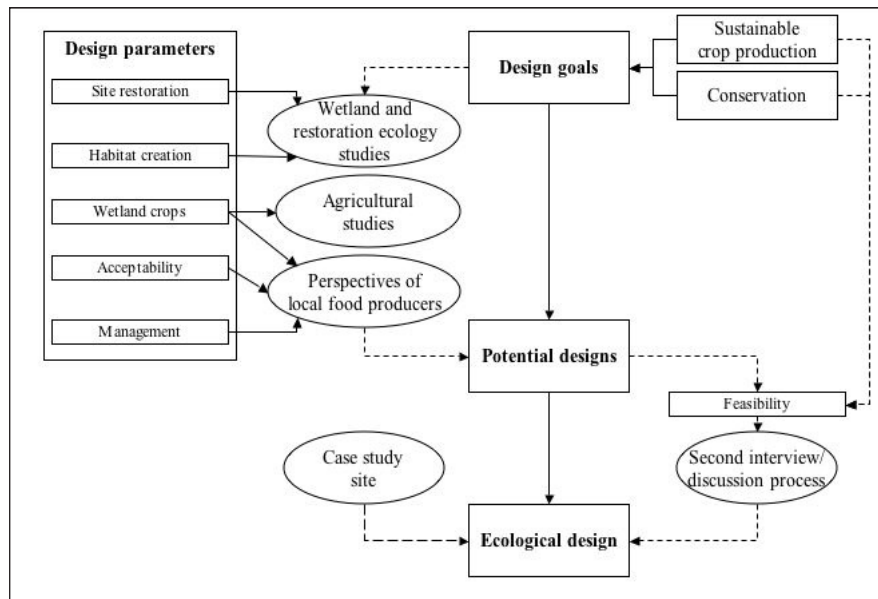 Design parameters
Site restoration
Habitat creation
Wetland crops
Acceptability
Management
Wetland and
restoration ecology
studies
Agricultural
studies
Perspectives of
local food producers
Case study
site
Design goals
Potential designs
Ecological design
Sustainable
crop production
Conservation
Feasibility
Second interview/
discussion process